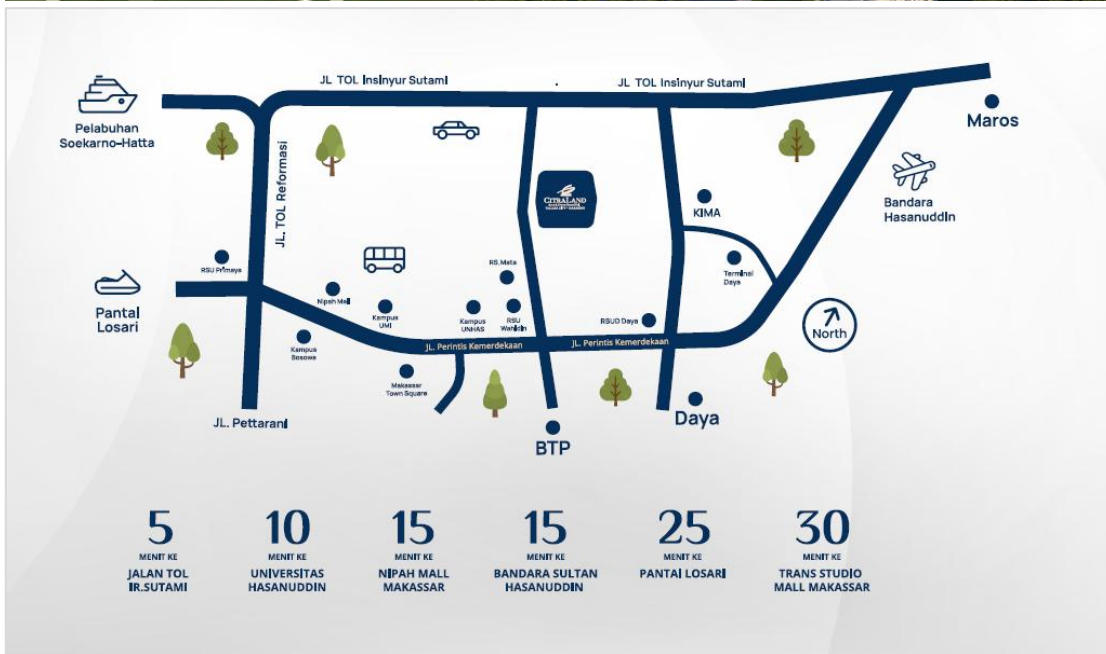 JL TOL Insinyur Sutami
JL TOL Insinyur Sutami
Pelabuhan
Soekarno-Hatta
Maros
JL. TOL Reformasi
CITRALAND
KIMA
Bandara
Hasanuddin
RSU Primaya
RS. Mata
Terminal
Daya
Pantai
Losari
Nipah Mall
Kampus
UMI
Kampus
UNHAS
RSU
Wahidin
RSUD Daya
North
Kampus
Bosowa
JL. Perintis Kemerdekaan
JL. Perintis Kemerdekaan
Makassar
Town Square
JL. Pettarani
BTP
Daya
5
MENIT KE
JALAN TOL
IR.SUTAMI
10
MENIT KE
UNIVERSITAS
HASANUDDIN
15
MENIT KE
NIPAH MALL
MAKASSAR
15
MENIT KE
BANDARA SULTAN
HASANUDDIN
25
MENIT KE
PANTAI LOSARI
30
MENIT KE
TRANS STUDIO
MALL MAKASSAR